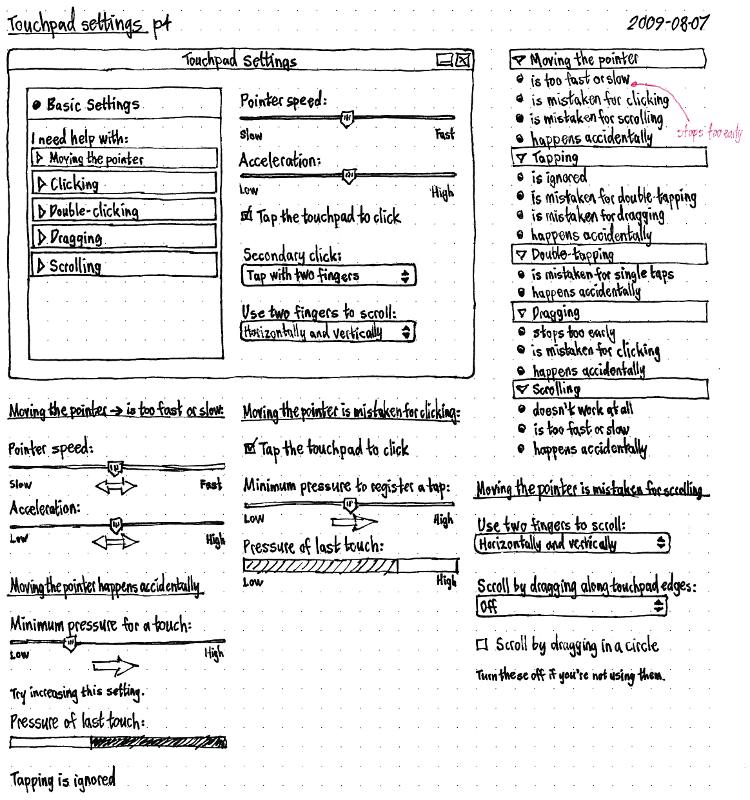 Touchpad settings p4
2009-08-07
Touchpad Settings
Basic Settings
I need help with:
Moving the pointer
Clicking
Double-clicking
Dragging
Scrolling
Pointer speed:
Slow Fast
Acceleration:
Low High
Tap the touchpad to click
Secondary click:
Tap with two fingers
Use two fingers to scroll:
Horizontally and vertically
Moving the pointer
is too fast or slow
is mistaken for clicking
is mistaken for scrolling
happens accidentally
stops too early
Tapping
is ignored
is mistaken for double-tapping
is mistaken for dragging
happens accidentally
Double-tapping
is mistaken for single taps
happens accidentally
Dragging
stops too early
is mistaken for clicking
happens accidentally
Scrolling
doesn't work at all
is too fast or slow
happens accidentally
Moving the pointer → is too fast or slow:
Pointer speed:
Slow Fast
Acceleration:
Low High
Moving the pointer happens accidentally
Minimum pressure for a touch:
Low High
Try increasing this setting.
Pressure of last touch:
Tapping is ignored
Moving the pointer is mistaken for clicking:
Tap the touchpad to click
Minimum pressure to register a tap:
Low High
Pressure of last touch:
Low High
Moving the pointer is mistaken for scrolling
Use two fingers to scroll:
Horizontally and vertically
Scroll by dragging along touchpad edges:
Off
Scroll by dragging in a circle
Turn these off if you're not using them.